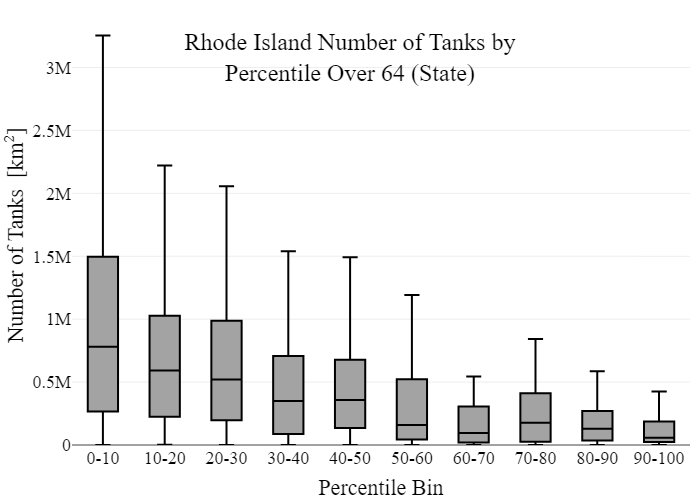 Rhode Island Number of Tanks by
Percentile Over 64 (State)
Number of Tanks [km²]
3M
2.5M
2M
1.5M
1M
0.5M
0
0-10 10-20 20-30 30-40 40-50 50-60 60-70 70-80 80-90 90-100
Percentile Bin